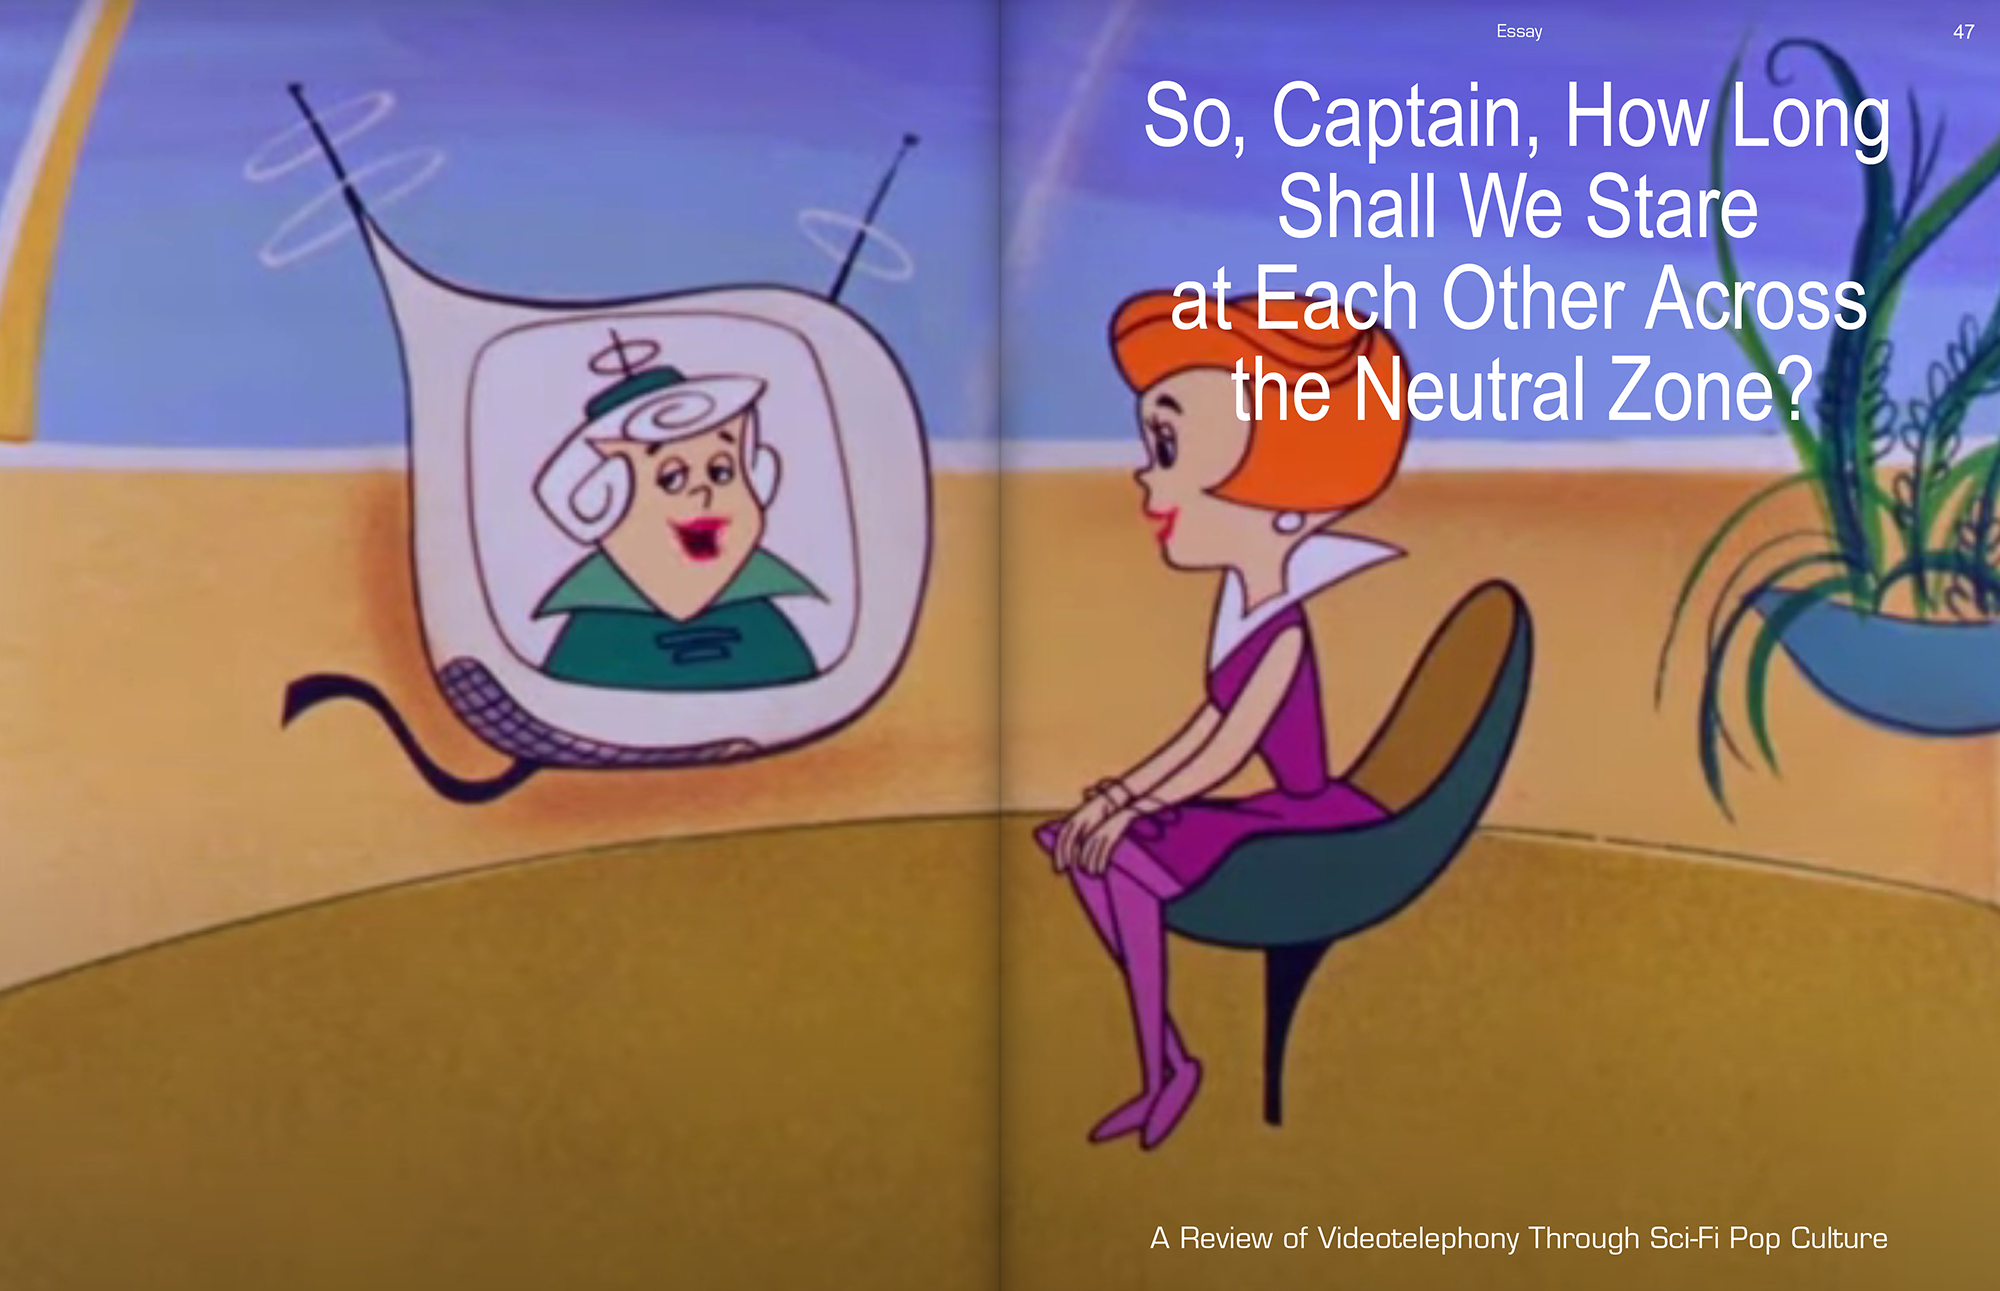 Essay
47
So, Captain, How Long
Shall We Stare
at Each Other Across
the Neutral Zone?
A Review of Videotelephony Through Sci-Fi Pop Culture